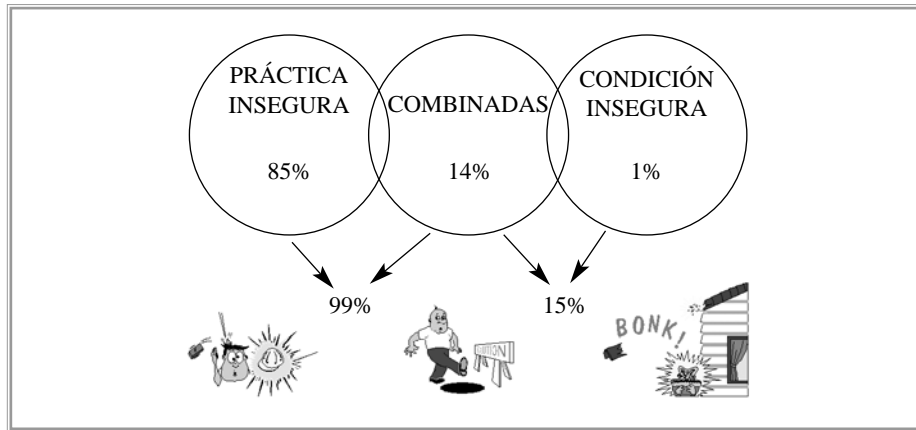 PRÁCTICA
INSEGURA
COMBINADAS
CONDICIÓN
INSEGURA
85%
14%
1%
99%
15%
BONK!